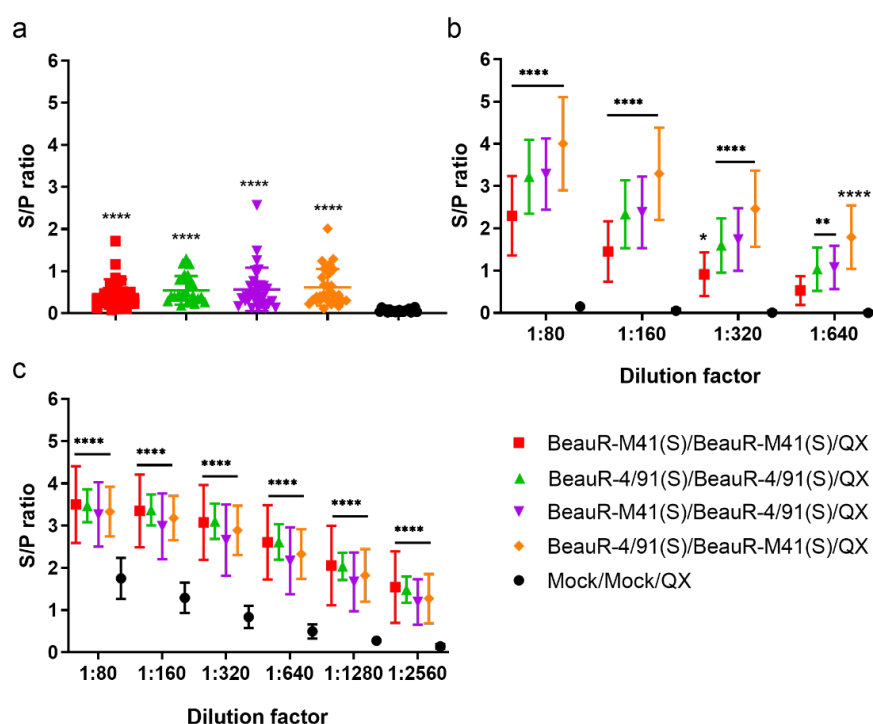 a
6
5
4
3
2
1
0
S/P ratio
****
****
****
****
b
6
5
4
3
2
1
0
S/P ratio
****
****
****
*
**
****
1:80 1:160 1:320 1:640
Dilution factor
c
6
5
4
3
2
1
0
S/P ratio
****
****
****
****
****
****
1:80 1:160 1:320 1:640 1:1280 1:2560
Dilution factor
BeauR-M41(S)/BeauR-M41(S)/QX
BeauR-4/91(S)/BeauR-4/91(S)/QX
BeauR-M41(S)/BeauR-4/91(S)/QX
BeauR-4/91(S)/BeauR-M41(S)/QX
Mock/Mock/QX